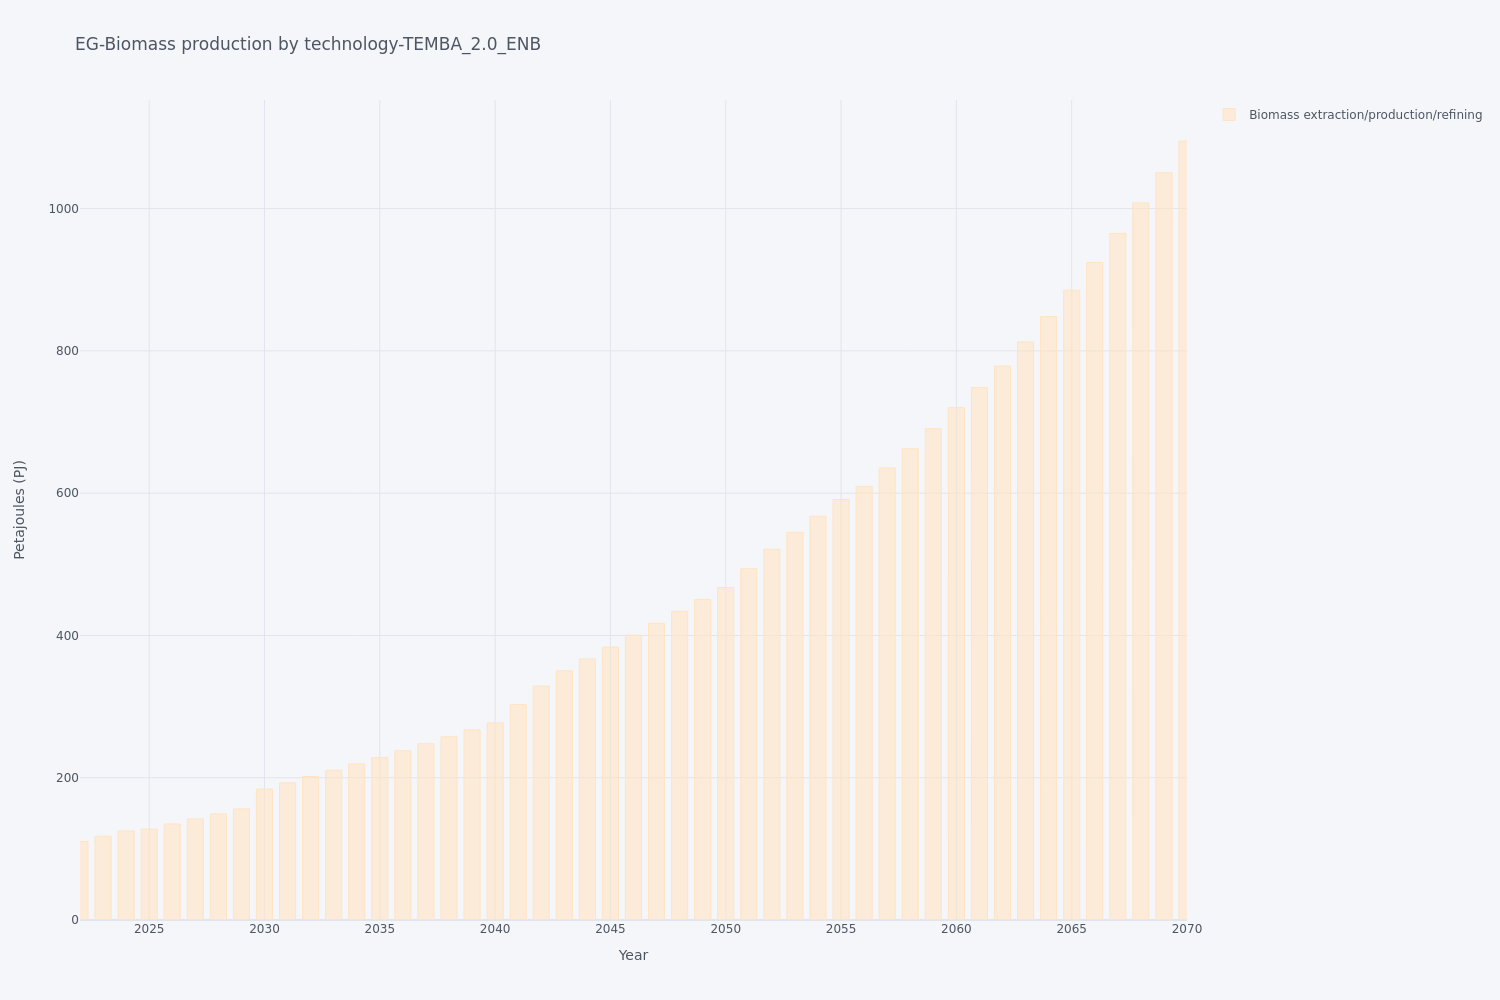 EG-Biomass production by technology-TEMBA_2.0_ENB
Biomass extraction/production/refining
1000
800
600
400
200
0
Petajoules (PJ)
2025 2030 2035 2040 2045 2050 2055 2060 2065 2070
Year